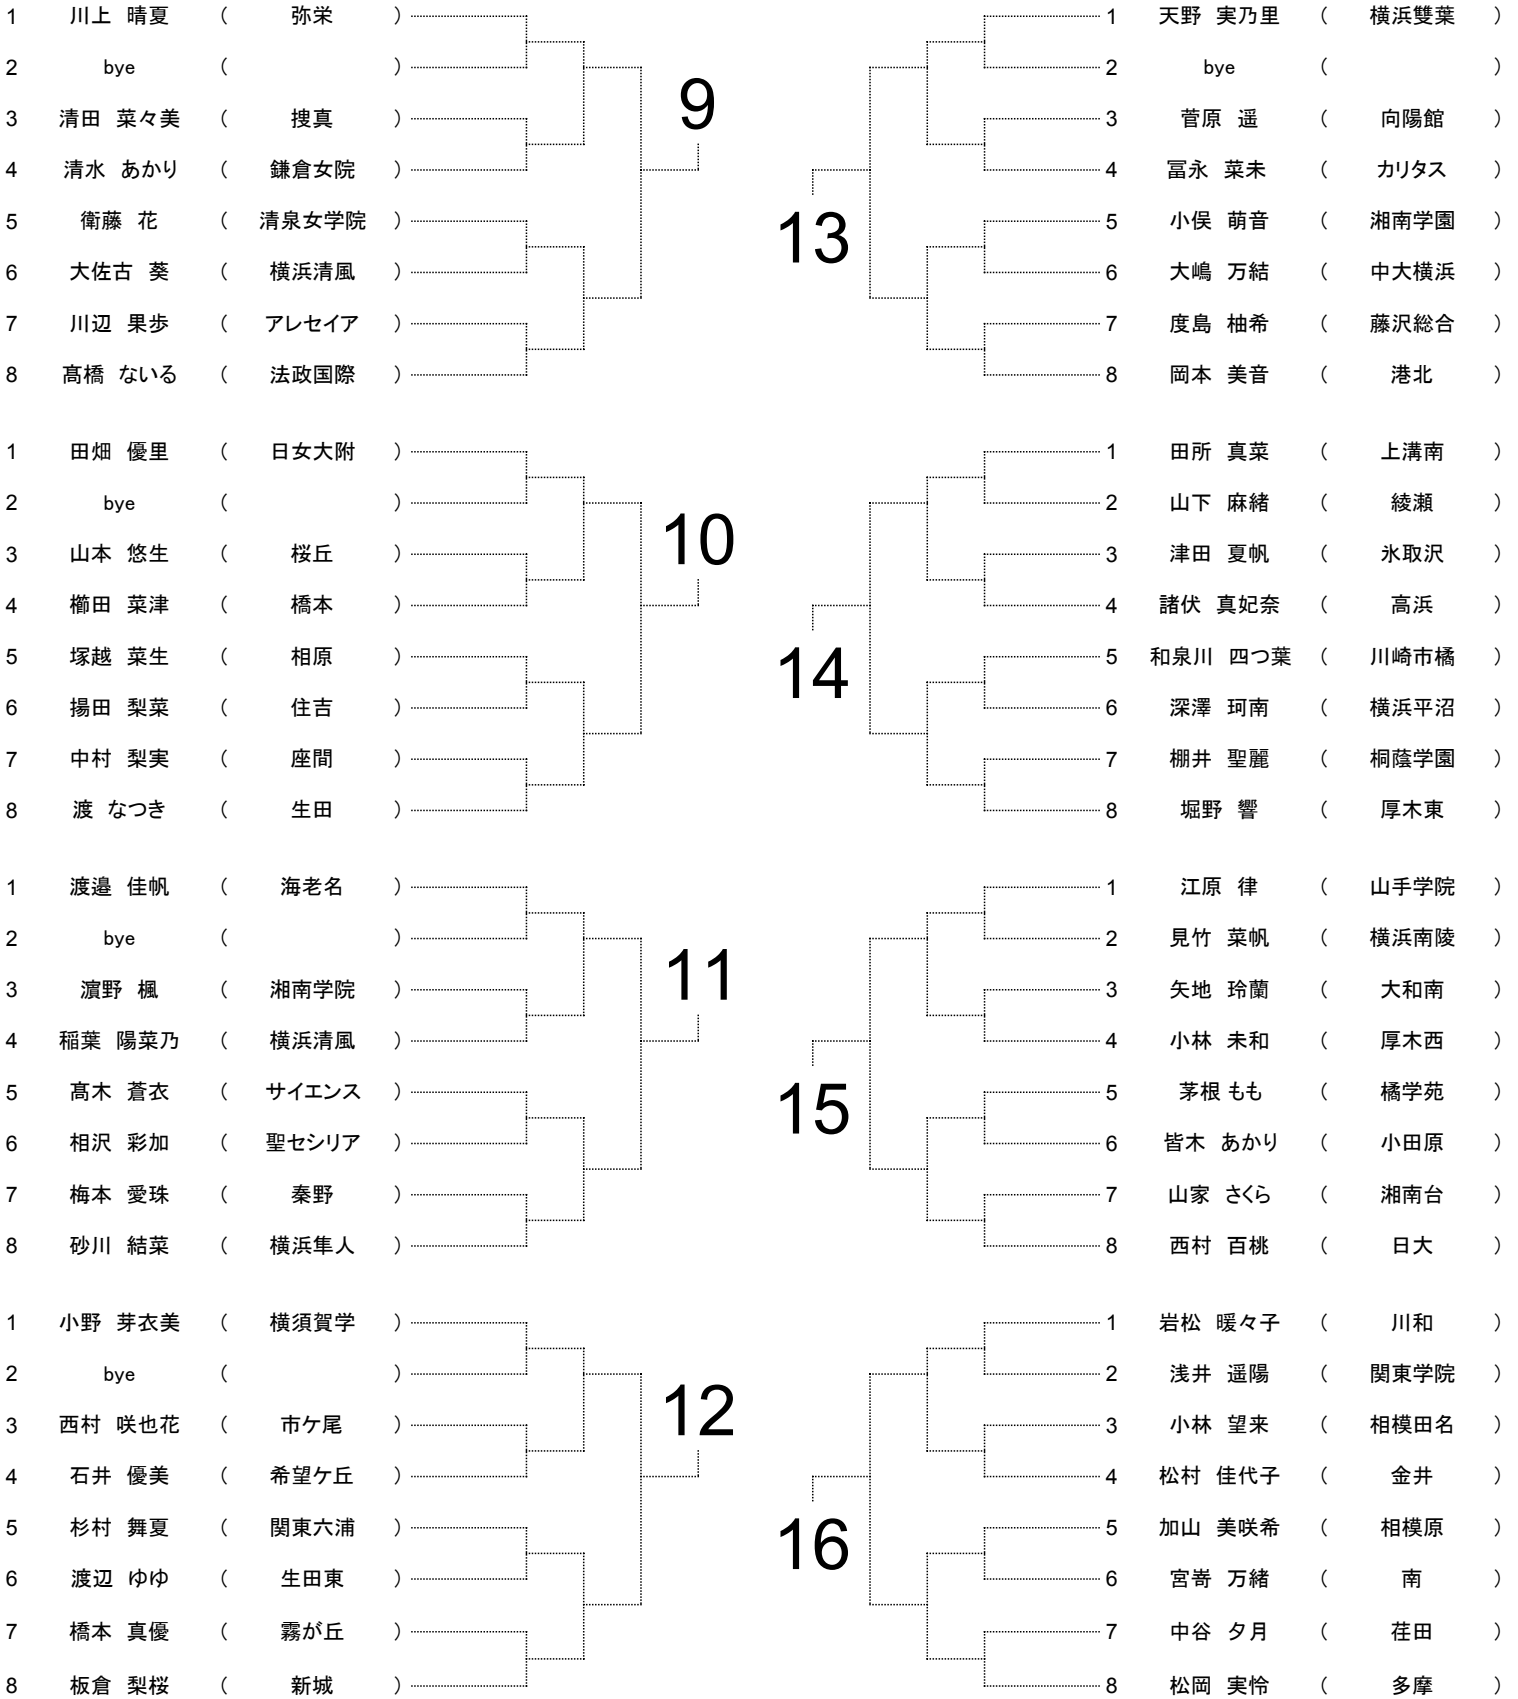 1 川上 晴夏 ( 弥栄 )
2 bye ( )
3 清田 菜々美 ( 捜真 )
4 清水 あかり ( 鎌倉女院 )
5 衛藤 花 ( 清泉女学院 )
6 大佐古 葵 ( 横浜清風 )
7 川辺 果歩 ( アレセイア )
8 髙橋 ないる ( 法政国際 )
9
1 田畑 優里 ( 日女大附 )
2 bye ( )
3 山本 悠生 ( 桜丘 )
4 櫛田 菜津 ( 橋本 )
5 塚越 菜生 ( 相原 )
6 揚田 梨菜 ( 住吉 )
7 中村 梨実 ( 座間 )
8 渡 なつき ( 生田 )
10
1 渡邉 佳帆 ( 海老名 )
2 bye ( )
3 濵野 楓 ( 湘南学院 )
4 稲葉 陽菜乃 ( 横浜清風 )
5 髙木 蒼衣 ( サイエンス )
6 相沢 彩加 ( 聖セシリア )
7 梅本 愛珠 ( 秦野 )
8 砂川 結菜 ( 横浜隼人 )
11
1 小野 芽衣美 ( 横須賀学 )
2 bye ( )
3 西村 咲也花 ( 市ケ尾 )
4 石井 優美 ( 希望ケ丘 )
5 杉村 舞夏 ( 関東六浦 )
6 渡辺 ゆゆ ( 生田東 )
7 橋本 真優 ( 霧が丘 )
8 板倉 梨桜 ( 新城 )
12
1 天野 実乃里 ( 横浜雙葉 )
2 bye ( )
3 菅原 遥 ( 向陽館 )
4 冨永 菜未 ( カリタス )
5 小俣 萌音 ( 湘南学園 )
6 大嶋 万結 ( 中大横浜 )
7 度島 柚希 ( 藤沢総合 )
8 岡本 美音 ( 港北 )
13
1 田所 真菜 ( 上溝南 )
2 山下 麻緒 ( 綾瀬 )
3 津田 夏帆 ( 氷取沢 )
4 諸伏 真妃奈 ( 高浜 )
5 和泉川 四つ葉 ( 川崎市橘 )
6 深澤 珂南 ( 横浜平沼 )
7 棚井 聖麗 ( 桐蔭学園 )
8 堀野 響 ( 厚木東 )
14
1 江原 律 ( 山手学院 )
2 見竹 菜帆 ( 横浜南陵 )
3 矢地 玲蘭 ( 大和南 )
4 小林 未和 ( 厚木西 )
5 茅根 もも ( 橘学苑 )
6 皆木 あかり ( 小田原 )
7 山家 さくら ( 湘南台 )
8 西村 百桃 ( 日大 )
15
1 岩松 暖々子 ( 川和 )
2 浅井 遥陽 ( 関東学院 )
3 小林 望来 ( 相模田名 )
4 松村 佳代子 ( 金井 )
5 加山 美咲希 ( 相模原 )
6 宮嵜 万緒 ( 南 )
7 中谷 夕月 ( 荏田 )
8 松岡 実怜 ( 多摩 )
16